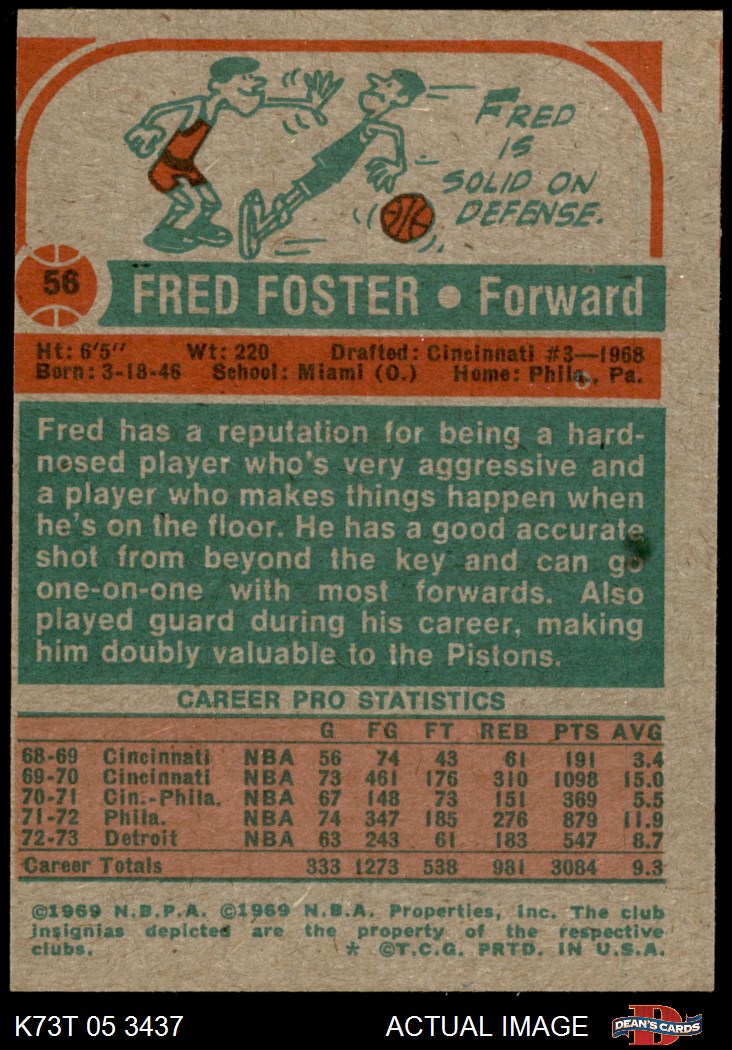 FRED
IS
SOLID ON
DEFENSE.
56
FRED FOSTER • Forward
Ht: 6'5" Wt: 220 Drafted: Cincinnati #3—1968
Born: 3-18-46 School: Miami (O.) Home: Phila., Pa.
Fred has a reputation for being a hard-
nosed player who's very aggressive and
a player who makes things happen when
he's on the floor. He has a good accurate
shot from beyond the key and can go
one-on-one with most forwards. Also
played guard during his career, making
him doubly valuable to the Pistons.
CAREER PRO STATISTICS
G FG FT REB PTS AVG
68-69 Cincinnati NBA 56 74 43 61 191 3.4
69-70 Cincinnati NBA 73 461 176 310 1098 15.0
70-71 Cin.-Phila. NBA 67 148 73 151 369 5.5
71-72 Phila. NBA 74 347 185 276 879 11.9
72-73 Detroit NBA 63 243 61 183 547 8.7
Career Totals 333 1273 538 981 3084 9.3
©1969 N.B.P.A. ©1969 N.B.A. Properties, Inc. The club
insignias depicted are the property of the respective
clubs. * ©T.C.G. PRTD. IN U.S.A.
K73T 05 3437 ACTUAL IMAGE DEAN'S CARDS